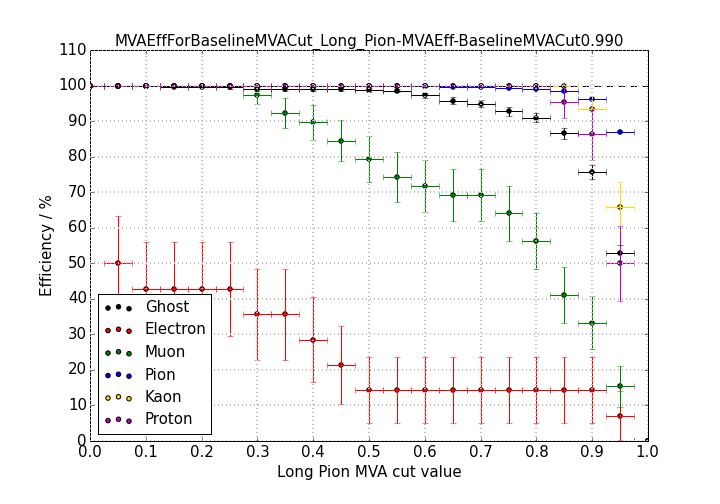 MVAEffForBaselineMVACut_Long_Pion-MVAEff-BaselineMVACut0.990
110
100
90
80
70
60
50
40
30
20
10
0
Efficiency / %
Ghost
Electron
Muon
Pion
Kaon
Proton
0.0 0.1 0.2 0.3 0.4 0.5 0.6 0.7 0.8 0.9 1.0
Long Pion MVA cut value